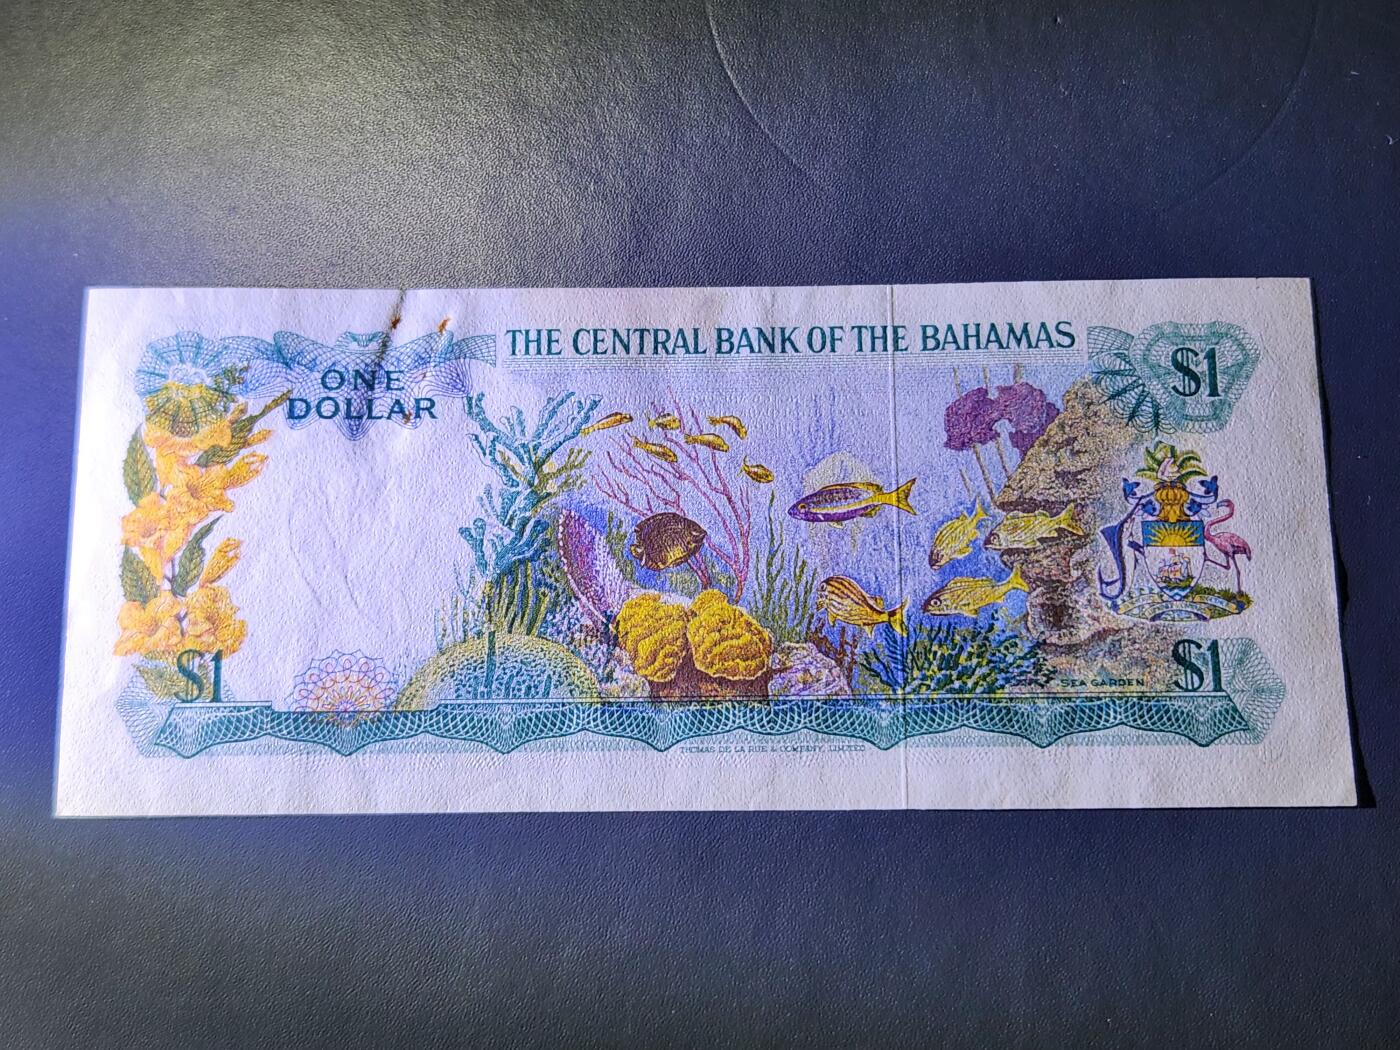 THE CENTRAL BANK OF THE BAHAMAS
$1
ONE
DOLLAR
$1
SEA GARDEN
$1
THOMAS DE LA RUE & COMPANY, LIMITED